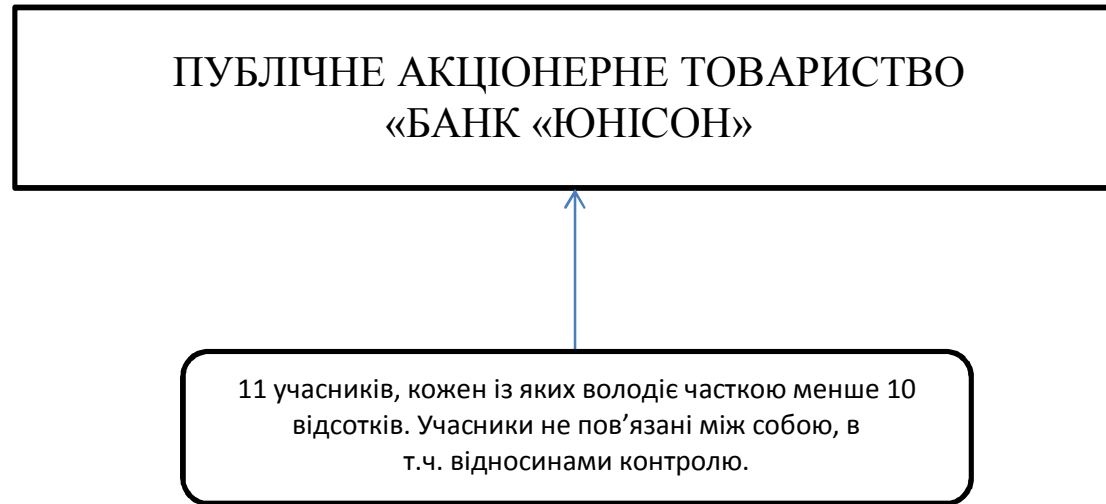 ПУБЛІЧНЕ АКЦІОНЕРНЕ ТОВАРИСТВО
«БАНК «ЮНІСОН»
11 учасників, кожен із яких володіє часткою менше 10
відсотків. Учасники не пов’язані між собою, в
т.ч. відносинами контролю.